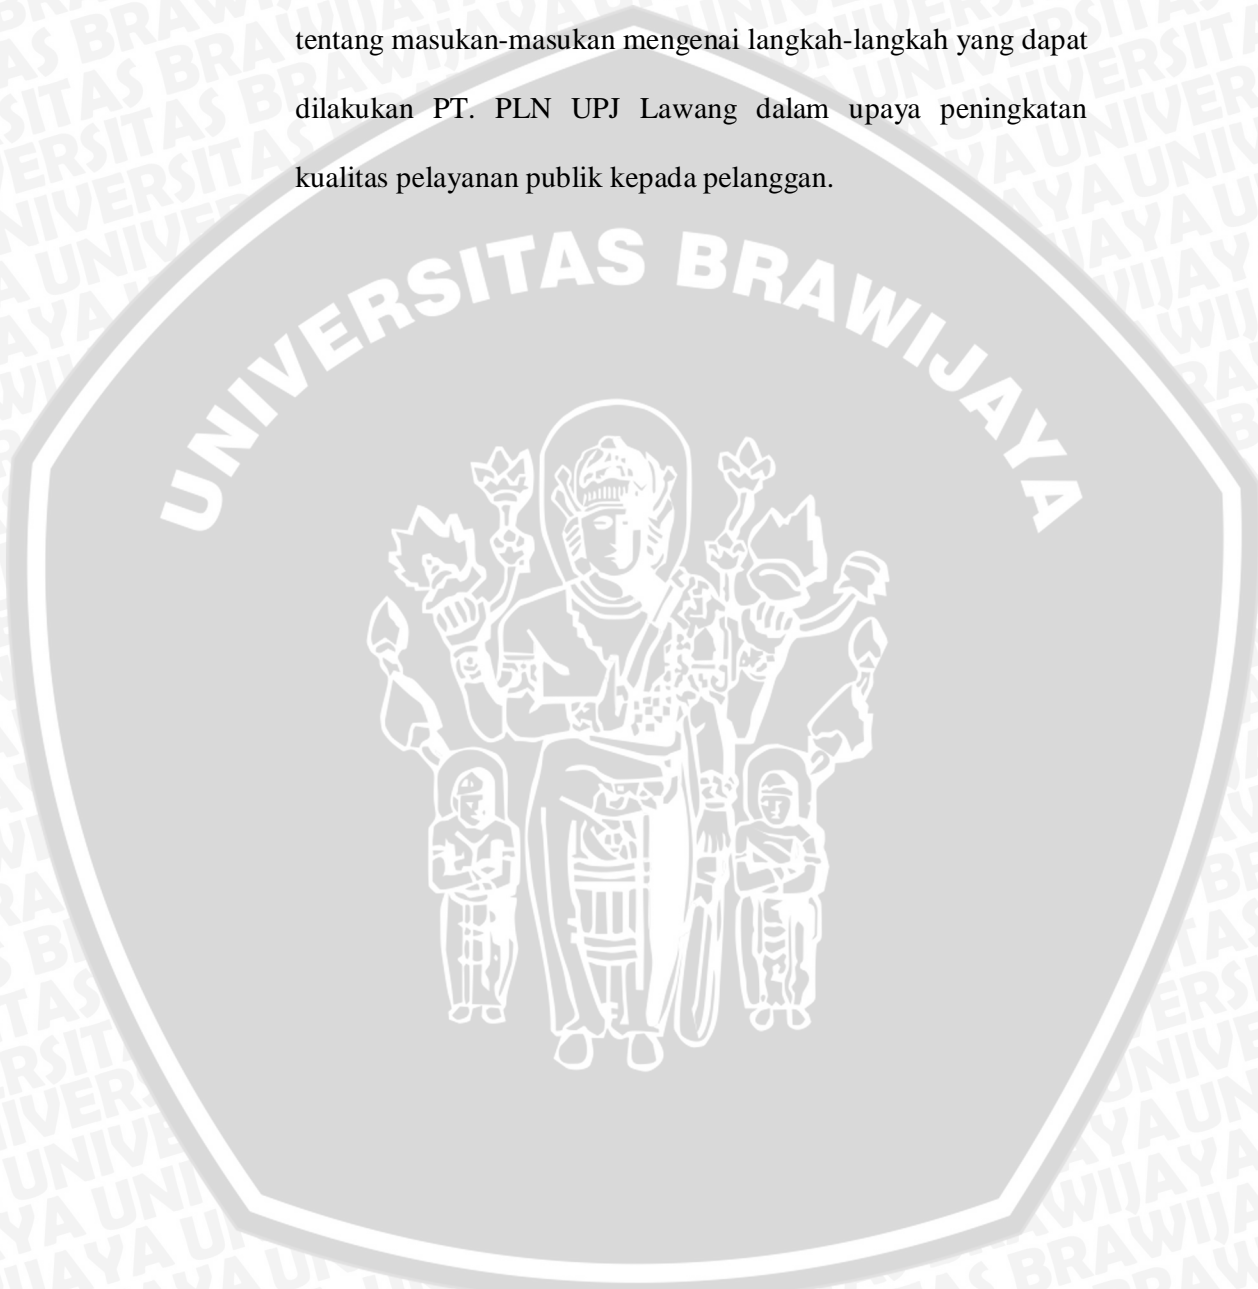 tentang masukan-masukan mengenai langkah-langkah yang dapat
dilakukan PT. PLN UPJ Lawang dalam upaya peningkatan
kualitas pelayanan publik kepada pelanggan.
UNIVERSITAS BRAWIJAYA